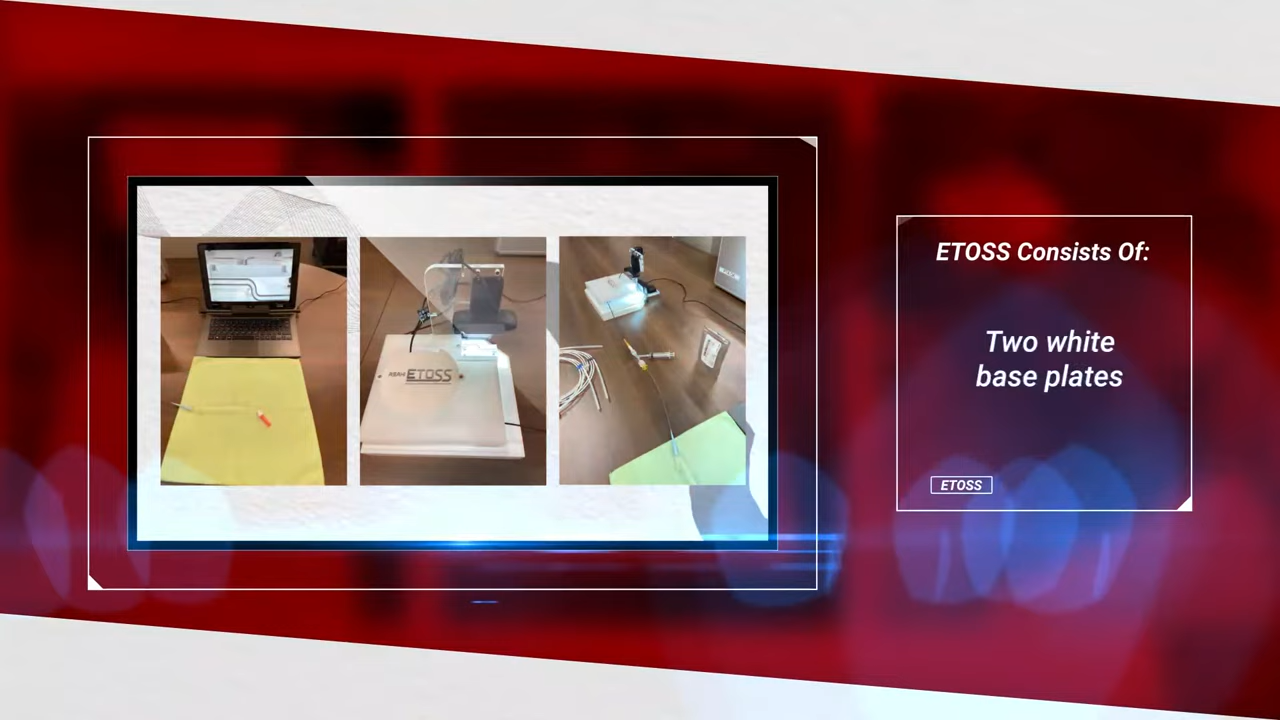 ETOSS Consists Of:
Two white
base plates
ETOSS
ETOSS